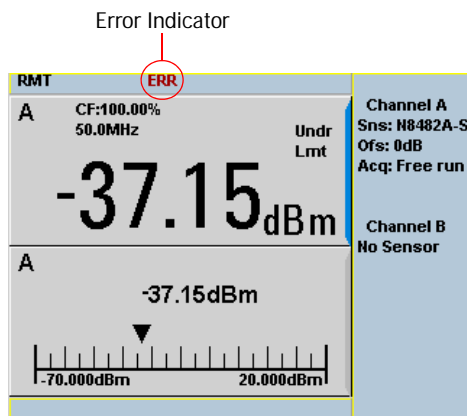 Error Indicator
RMT ERR
A CF:100.00%
50.0MHz
Undr
Lmt
-37.15dBm
A
-37.15dBm
-70.000dBm 20.000dBm
Channel A
Sns: N8482A-S
Ofs: 0dB
Acq: Free run
Channel B
No Sensor